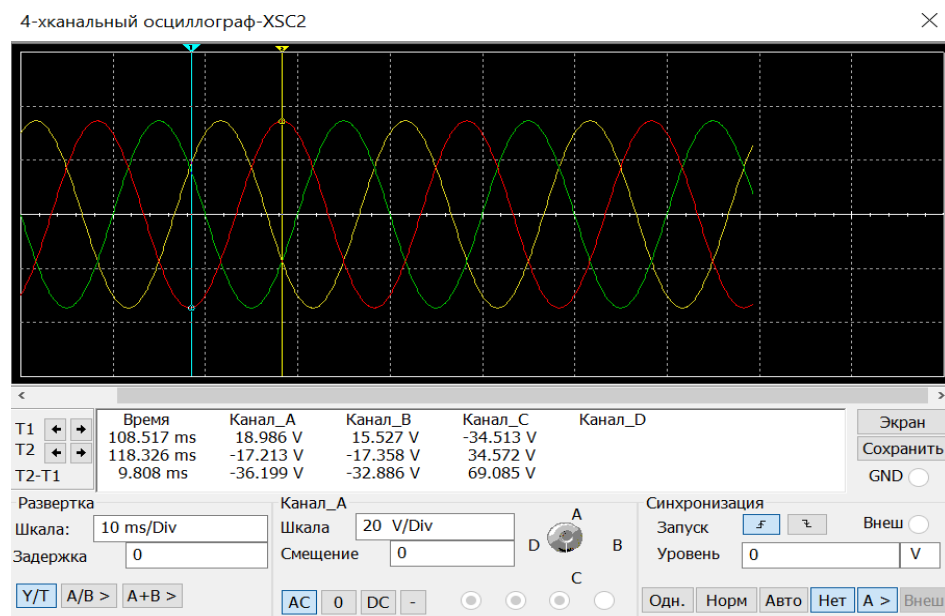 4-хканальный осциллограф-XSC2
1
2
Время Канал_A Канал_B Канал_C Канал_D
T1 108.517 ms 18.986 V 15.527 V -34.513 V
T2 118.326 ms -17.213 V -17.358 V 34.572 V
T2-T1 9.808 ms -36.199 V -32.886 V 69.085 V
Экран
Сохранить
GND
Развертка
Шкала: 10 ms/Div
Задержка 0
Y/T A/B > A+B >
Канал_A
Шкала 20 V/Div
Смещение 0
AC 0 DC -
A
D B
C
Синхронизация
Запуск Внеш
Уровень 0 V
Одн. Норм Авто Нет A > Внеш